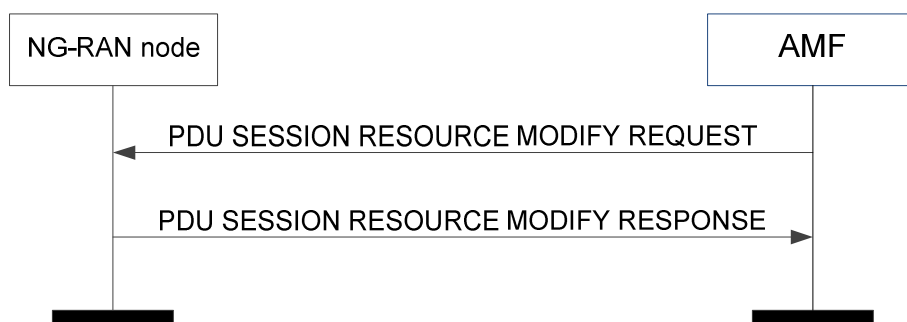 NG-RAN node
AMF
PDU SESSION RESOURCE MODIFY REQUEST
PDU SESSION RESOURCE MODIFY RESPONSE